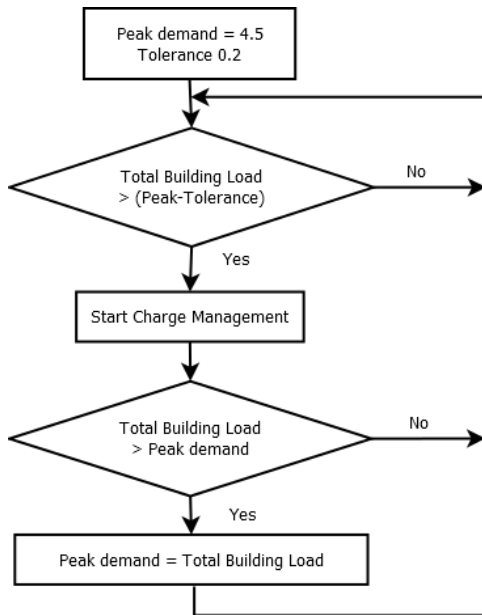 Peak demand = 4.5
Tolerance 0.2
Total Building Load
> (Peak-Tolerance)
No
Yes
Start Charge Management
Total Building Load
> Peak demand
No
Yes
Peak demand = Total Building Load